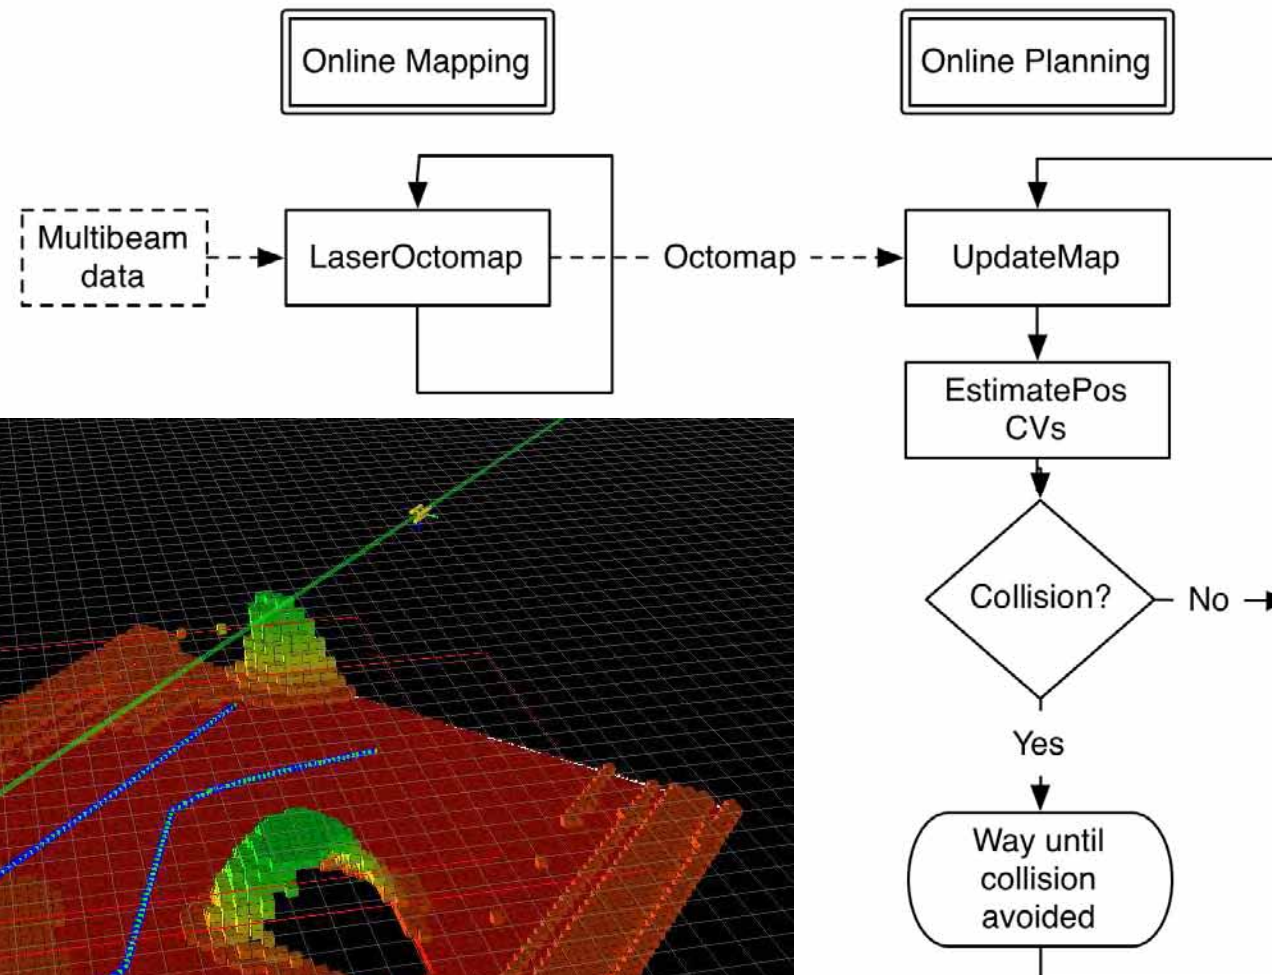 Online Mapping
Online Planning
Multibeam
data
LaserOctomap
Octomap
UpdateMap
EstimatePos
CVs
Collision?
No
Yes
Way until
collision
avoided